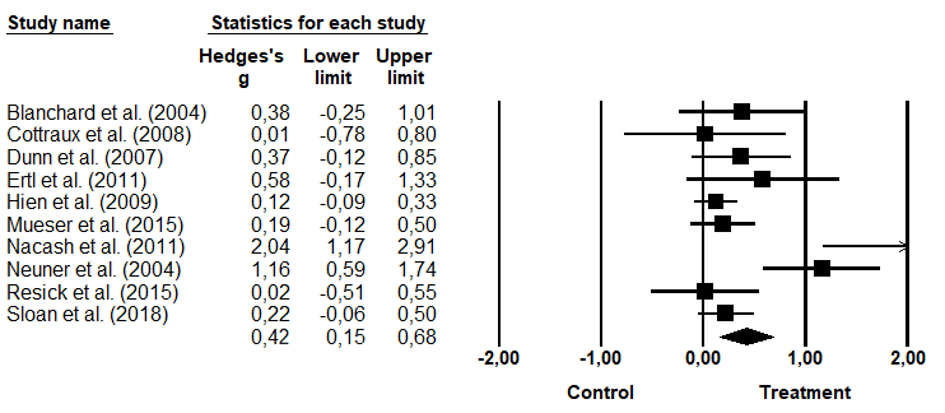 Study name Statistics for each study
Hedges's g Lower limit Upper limit
Blanchard et al. (2004) 0,38 -0,25 1,01
Cottraux et al. (2008) 0,01 -0,78 0,80
Dunn et al. (2007) 0,37 -0,12 0,85
Ertl et al. (2011) 0,58 -0,17 1,33
Hien et al. (2009) 0,12 -0,09 0,33
Mueser et al. (2015) 0,19 -0,12 0,50
Nacash et al. (2011) 2,04 1,17 2,91
Neuner et al. (2004) 1,16 0,59 1,74
Resick et al. (2015) 0,02 -0,51 0,55
Sloan et al. (2018) 0,22 -0,06 0,50
0,42 0,15 0,68
-2,00 -1,00 0,00 1,00 2,00
Control Treatment